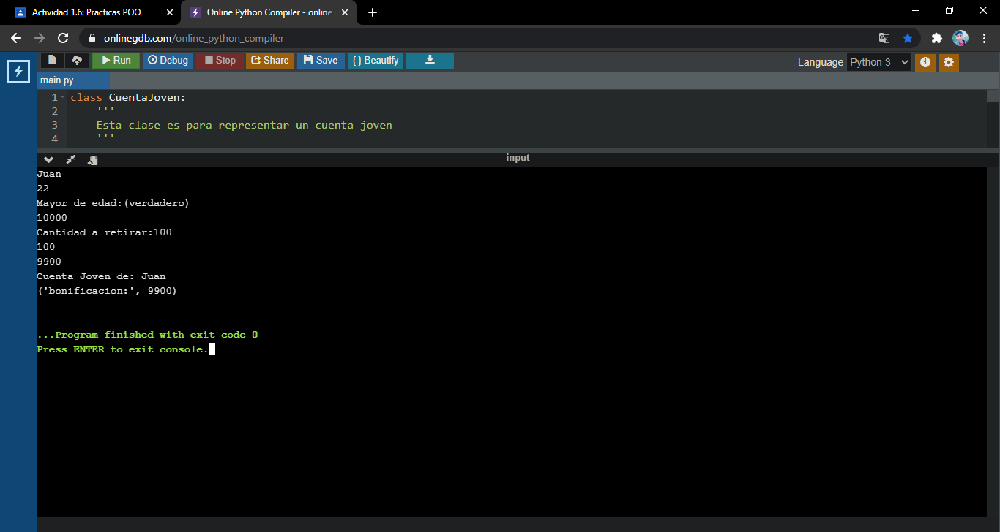 Actividad 1.6: Practicas POO
Online Python Compiler - online
onlinegdb.com/online_python_compiler
Run Debug Stop Share Save { } Beautify
Language Python 3
main.py
1 class CuentaJoven:
2 '''
3 Esta clase es para representar un cuenta joven
4 '''
input
Juan
22
Mayor de edad:(verdadero)
10000
Cantidad a retirar:100
100
9900
Cuenta Joven de: Juan
('bonificacion:', 9900)
...Program finished with exit code 0
Press ENTER to exit console.